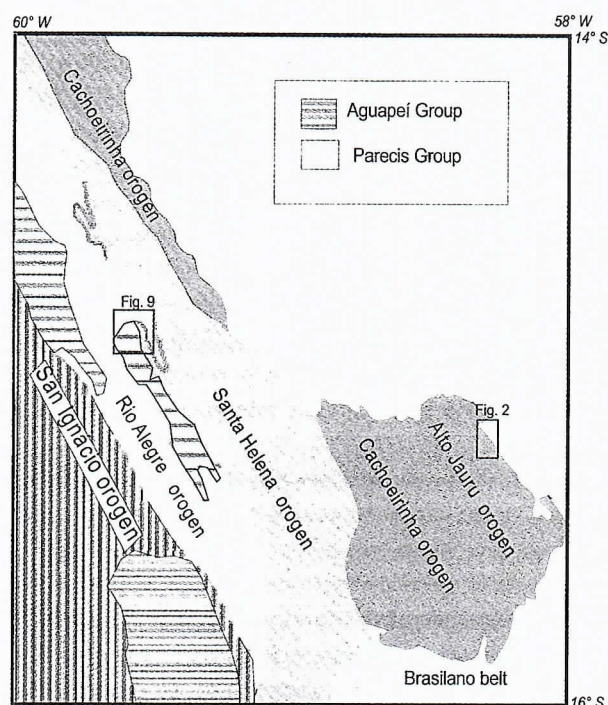 60° W
58° W
14° S
Cachoeirinha orogen
Aguapeí Group
Parecis Group
Fig. 9
San Ignácio orogen
Rio Alegre orogen
Santa Helena orogen
Fig. 2
Cachoeirinha orogen
Alto Jauru orogen
Brasilano belt
16° S